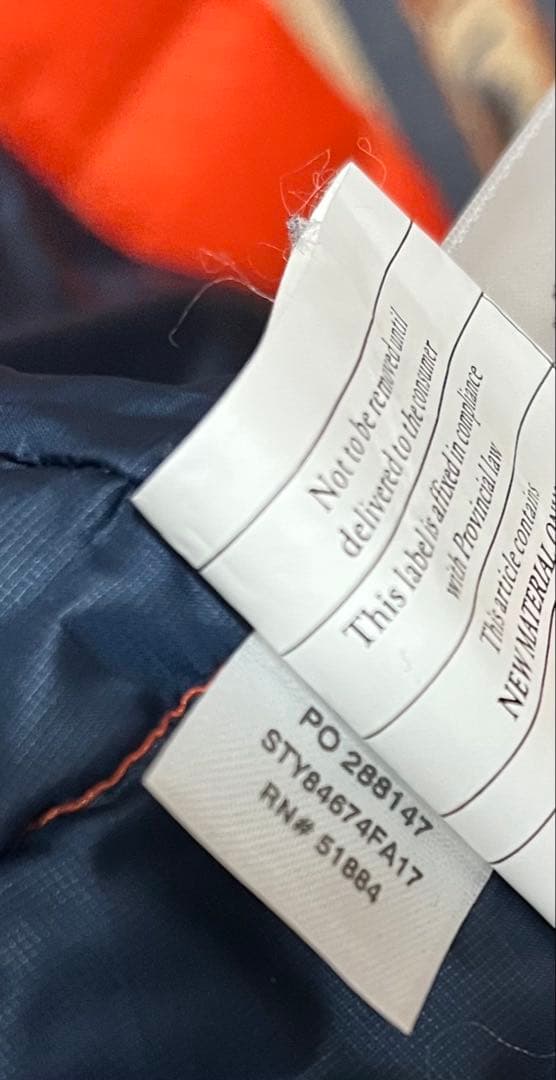 Not to be removed until
delivered to the consumer
This label is affixed in compliance
with Provincial law
This article contains
NEW MATERIAL
PO 288147
STY84674FA17
RN# 51884